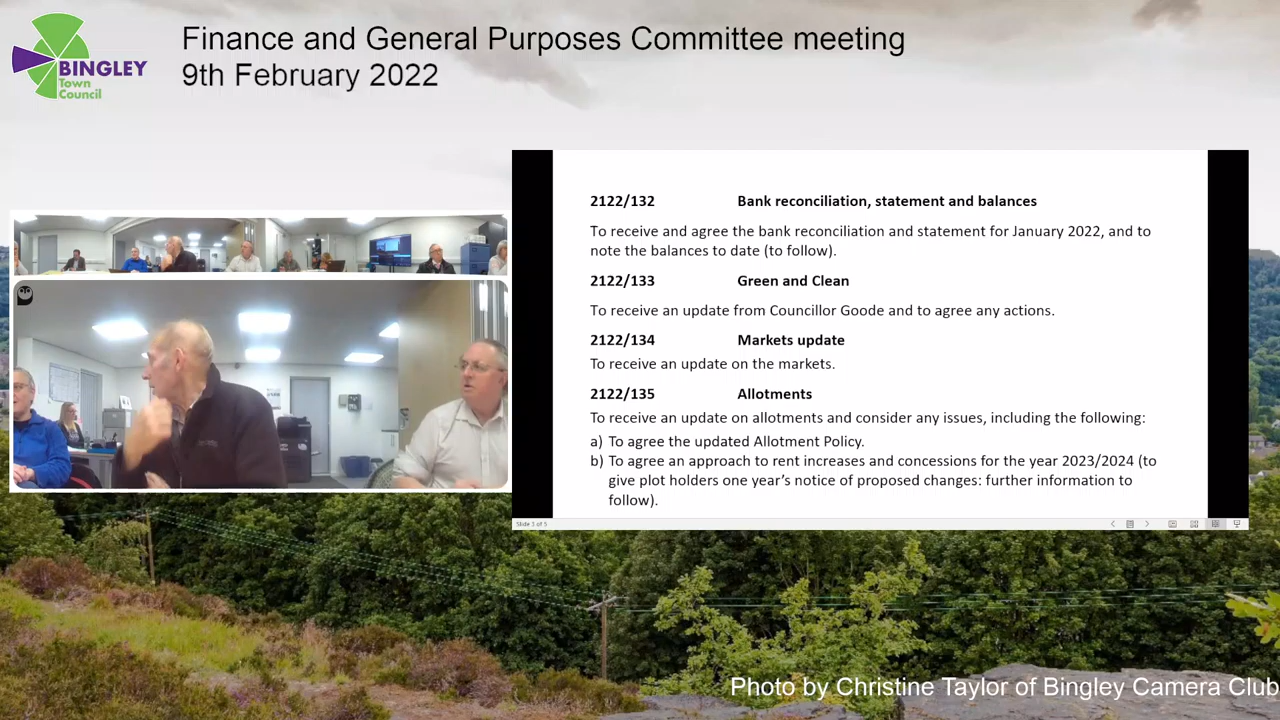 BINGLEY
Town
Council
Finance and General Purposes Committee meeting
9th February 2022
2122/132 Bank reconciliation, statement and balances
To receive and agree the bank reconciliation and statement for January 2022, and to
note the balances to date (to follow).
2122/133 Green and Clean
To receive an update from Councillor Goode and to agree any actions.
2122/134 Markets update
To receive an update on the markets.
2122/135 Allotments
To receive an update on allotments and consider any issues, including the following:
a) To agree the updated Allotment Policy.
b) To agree an approach to rent increases and concessions for the year 2023/2024 (to
give plot holders one year’s notice of proposed changes: further information to
follow).
Slide 3 of 5
Photo by Christine Taylor of Bingley Camera Club